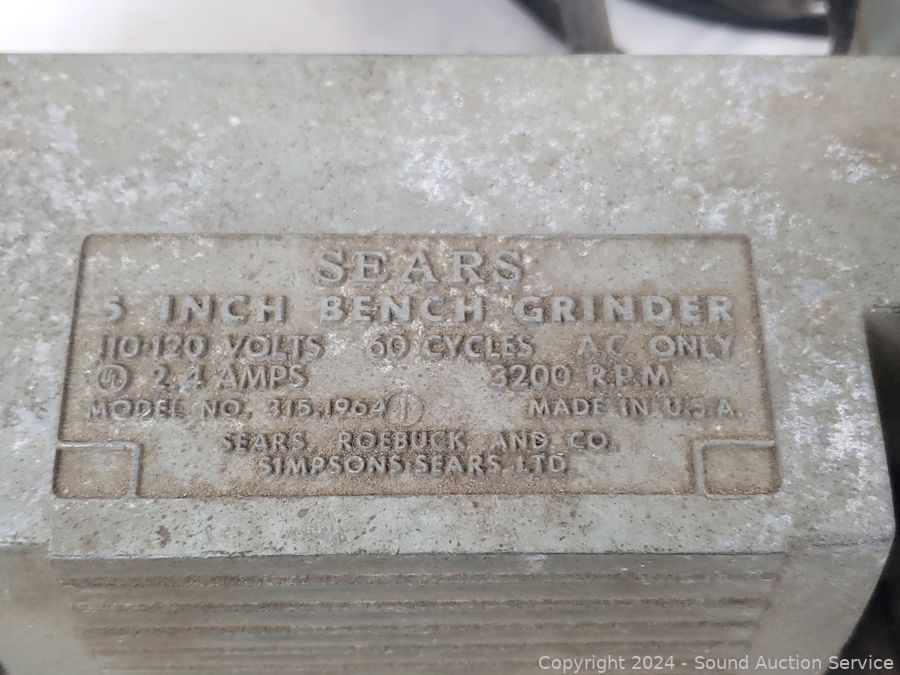 SEARS
5 INCH BENCH GRINDER
110-120 VOLTS 60 CYCLES A.C. ONLY
UL 2.4 AMPS 3200 R.P.M.
MODEL NO. 315.1964 I MADE IN U.S.A.
SEARS, ROEBUCK AND CO.
SIMPSONS-SEARS LTD.
Copyright 2024 - Sound Auction Service